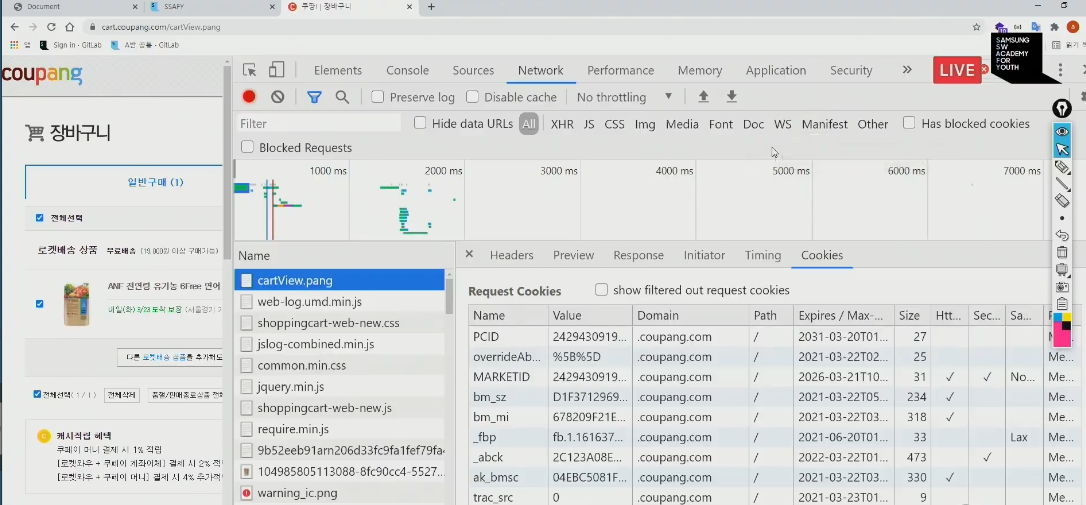 Document
SSAFY
쿠팡! | 장바구니
cart.coupang.com/cartView.pang
앱
Sign in · GitLab
A반 공통 · GitLab
읽기
coupang
장바구니
일반구매 (1)
전체선택
로켓배송 상품 무료배송 (19,800원 이상 구매가능)
ANF 전연령 유기농 6Free 연어
내일(화) 3/23 도착 보장 (서울경기 기
다른 로켓배송 상품을 추가해도
전체선택( 1 / 1 ) 전체삭제 품절/판매종료상품 전체
캐시적립 혜택
쿠페이 머니 결제 시 1% 적립
[로켓와우 + 쿠페이 계좌이체] 결제 시 2% 적
[로켓와우 + 쿠페이 머니] 결제 시 4% 추가적
Elements Console Sources Network Performance Memory Application Security »
LIVE
SAMSUNG
SW
ACADEMY
FOR
YOUTH
Preserve log Disable cache No throttling
Filter Hide data URLs All XHR JS CSS Img Media Font Doc WS Manifest Other Has blocked cookies
Blocked Requests
1000 ms 2000 ms 3000 ms 4000 ms 5000 ms 6000 ms 7000 ms
Name
cartView.pang
web-log.umd.min.js
shoppingcart-web-new.css
jslog-combined.min.js
common.min.css
jquery.min.js
shoppingcart-web-new.js
require.min.js
9b52eeb91arn206d33fc9fa1fef79fa4
104985805113088-8fc90cc4-5527...
warning_ic.png
Headers Preview Response Initiator Timing Cookies
Request Cookies show filtered out request cookies
Name Value Domain Path Expires / Max-... Size Htt... Sec... Sa... P
PCID 2429430919... .coupang.com / 2031-03-20T01... 27 Me...
overrideAb... %5B%5D .coupang.com / 2021-03-22T02... 25 Me...
MARKETID 2429430919... .coupang.com / 2026-03-21T10... 31 ✓ ✓ No... Me...
bm_sz D1F3712969... .coupang.com / 2021-03-22T05... 234 ✓ Me...
bm_mi 678209F21E... .coupang.com / 2021-03-22T03... 318 ✓ Me...
_fbp fb.1.161637... .coupang.com / 2021-06-20T01... 33 Lax Me...
_abck 2C123A08E... .coupang.com / 2022-03-22T03... 473 ✓ Me...
ak_bmsc 04EBC5081F... .coupang.com / 2021-03-22T03... 330 ✓ Me...
trac_src 0 .coupang.com / 2021-03-23T01... 9 Me...